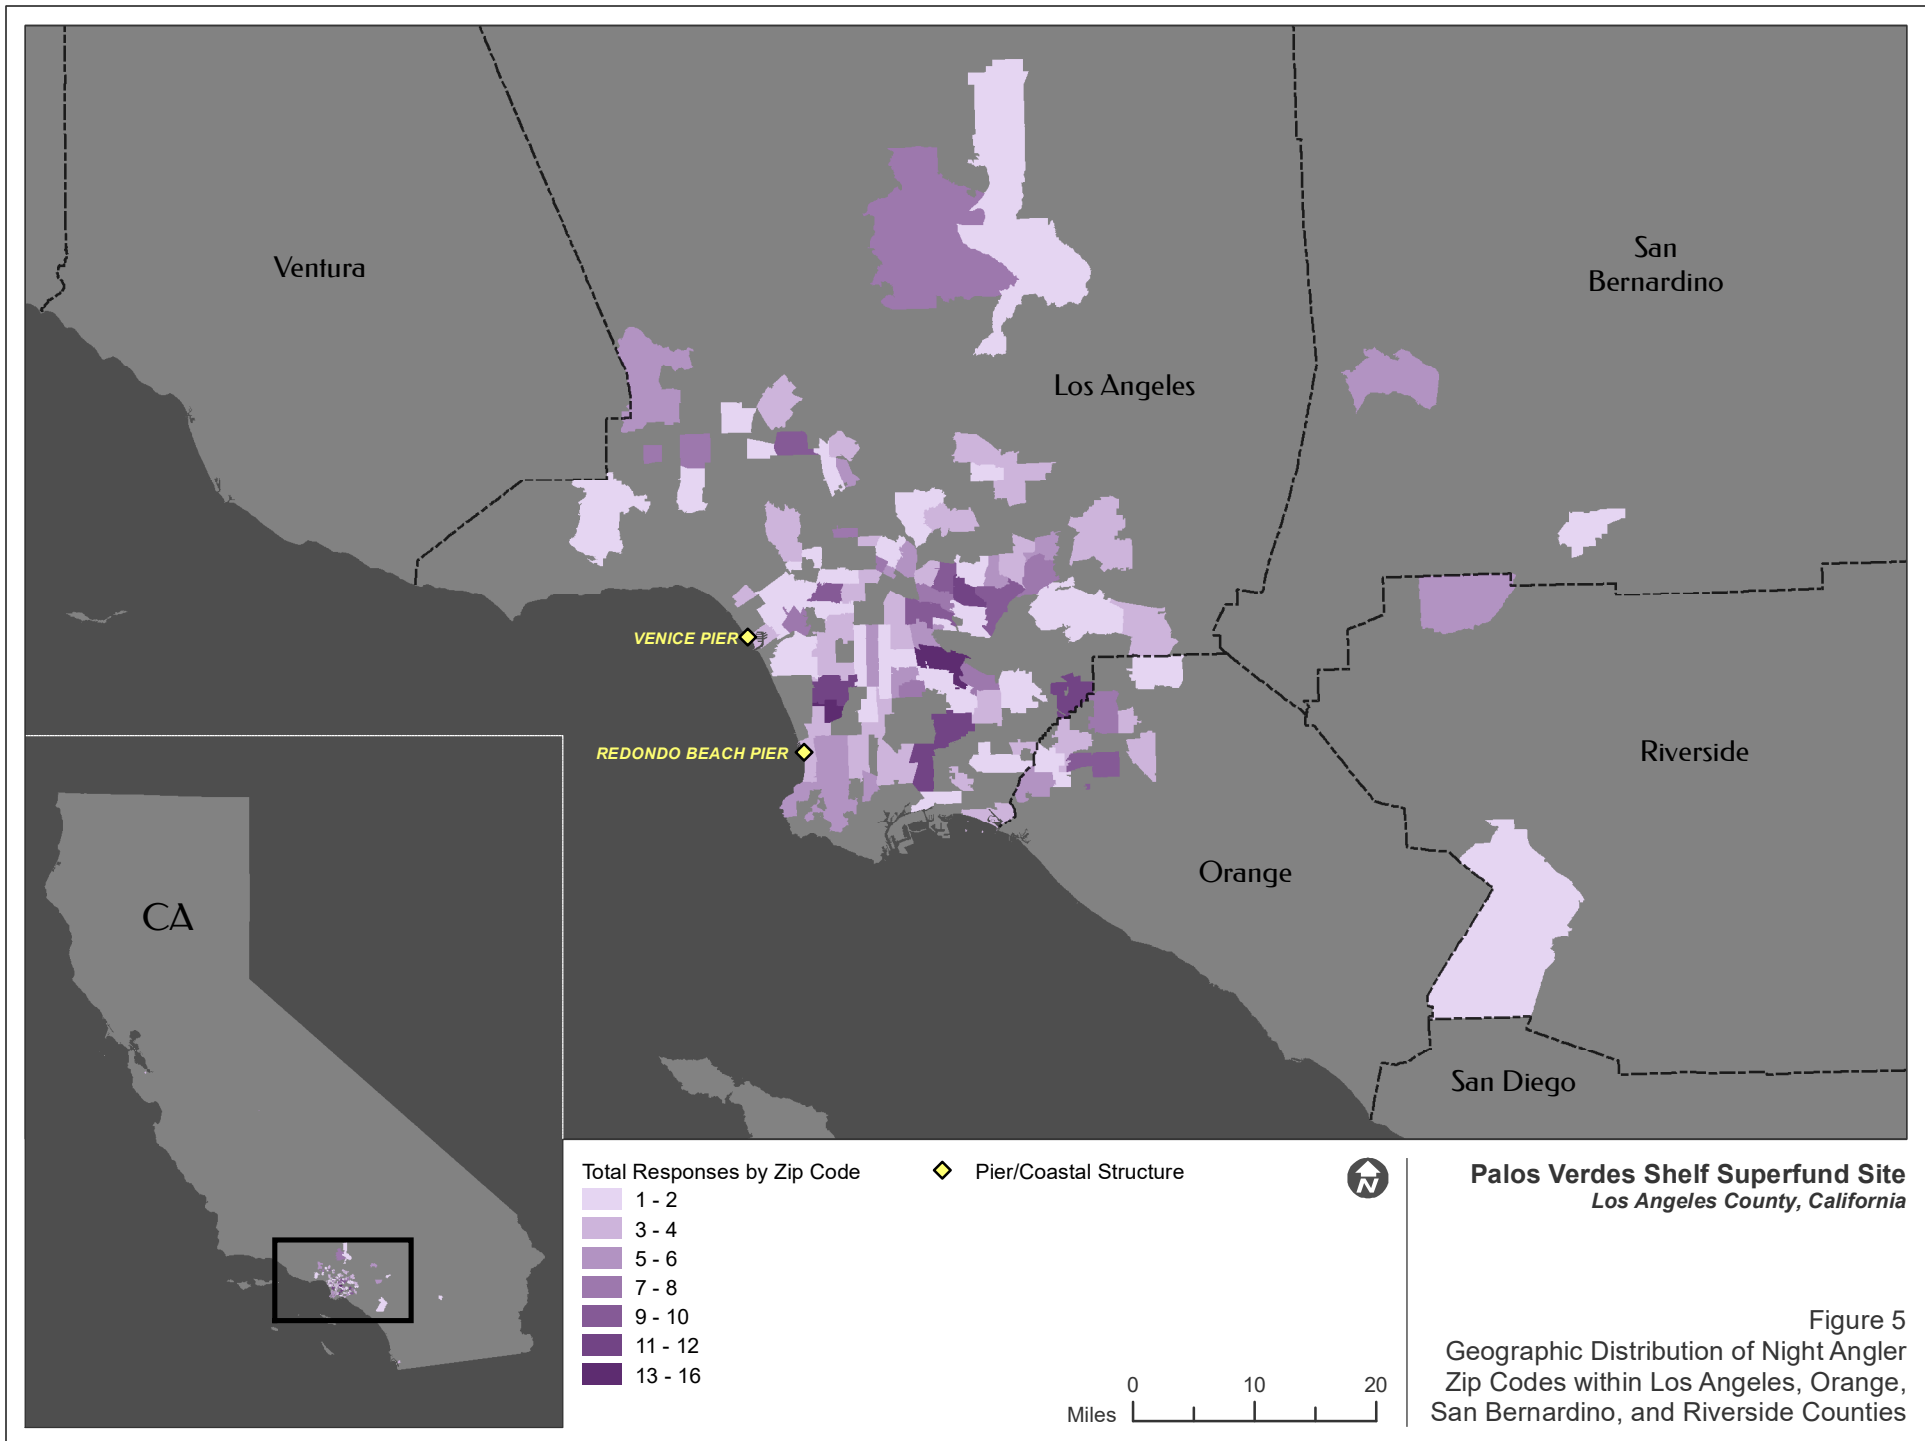 Ventura
San
Bernardino
Los Angeles
VENICE PIER
REDONDO BEACH PIER
Riverside
Orange
San Diego
CA
Total Responses by Zip Code
1 - 2
3 - 4
5 - 6
7 - 8
9 - 10
11 - 12
13 - 16
Pier/Coastal Structure
N
0 10 20
Miles
Palos Verdes Shelf Superfund Site
Los Angeles County, California
Figure 5
Geographic Distribution of Night Angler
Zip Codes within Los Angeles, Orange,
San Bernardino, and Riverside Counties